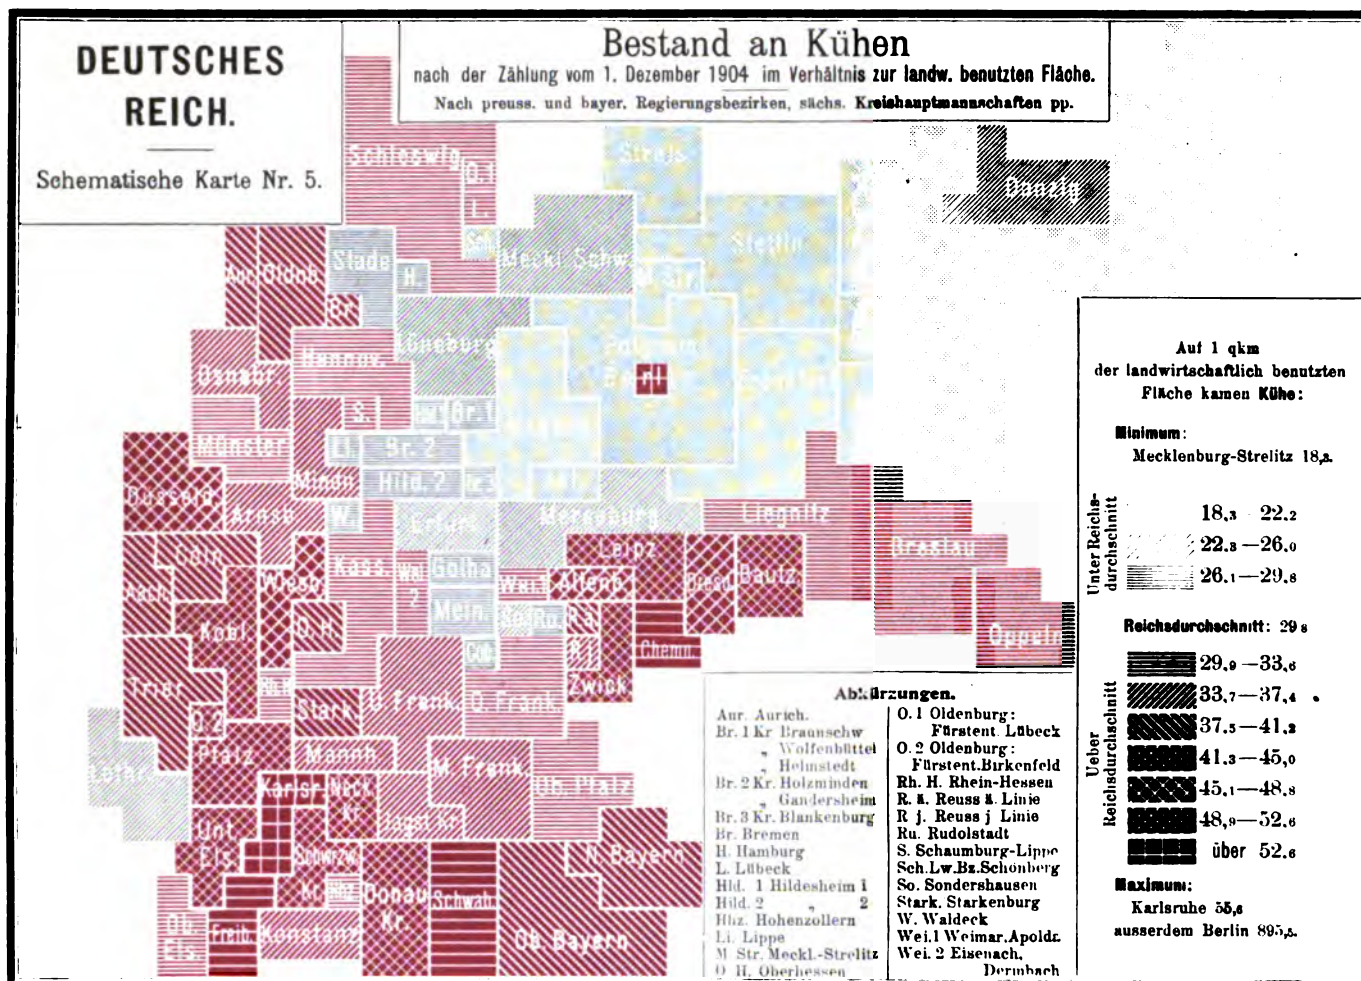 DEUTSCHES
REICH.
Schematische Karte Nr. 5.
Bestand an Kühen
nach der Zählung vom 1. Dezember 1904 im Verhältnis zur landw. benutzten Fläche.
Nach preuss. und bayer. Regierungsbezirken, sächs. Kreishauptmannschaften pp.
Schleswig
O.1
L.
Sch.
Strals.
Danzig
Stettin
Aur.
Oldnb.
Stade
H.
Meckl. Schw.
M. Str.
Br.
Lüneburg
Hannov.
Osnabr.
Berlin
S.
Br. 1
Münster
Li.
Br. 2
Hild. 2
Minden
Düsseld.
Arnsb.
W.
Erfurt
Merseburg
Liegnitz
Breslau
Oppeln
Cöln
Aach.
Wiesb.
Kass.
Wei.
2
Gotha
Mein.
Wei.1
Altenb.
Leipz.
Dresd.
Bautz.
Kobl.
O. H.
So.
Ru.
R.ä.
R j.
Chemn.
Cob.
Zwick.
Trier
O. 2
Rh.H.
Stark.
U. Frank.
O. Frank.
Lothr.
Pfalz
Mannh.
M. Frank.
Ob. Pfalz
Karlsr.
Neck.
Kr.
Jagst kr.
Unt.
Els.
Schwrzw.
Kr.
Hhz.
Donau
Kr.
Schwab.
N. Bayern
Ob. Bayern
Ob.
Els.
Freib.
Konstanz
Auf 1 qkm
der landwirtschaftlich benutzten
Fläche kamen Kühe:
Minimum:
Mecklenburg-Strelitz 18,3.
Unter Reichs-
durchschnitt
18,3 22,2
22,3—26,0
26,1—29,8
Reichsdurchschnitt: 29 8
Ueber
Reichsdurchschnitt
29,9—33,6
33,7—37,4
37,5—41,2
41,3—45,0
45,1—48,8
48,9—52,6
über 52,6
Maximum:
Karlsruhe 55,6
ausserdem Berlin 895,5.
Abkürzungen.
Aur. Aurich.
Br. 1 Kr Braunschw
„ Wolfenbüttel
„ Helmstedt
Br. 2 Kr. Holzminden
„ Gandersheim
Br. 3 Kr. Blankenburg
Br. Bremen
H. Hamburg
L. Lübeck
Hld. 1 Hildesheim 1
Hild. 2 „ 2
Hhz. Hohenzollern
Li. Lippe
M Str. Meckl.-Strelitz
O H. Oberhessen
O. 1 Oldenburg:
Fürstent. Lübeck
O. 2 Oldenburg:
Fürstent. Birkenfeld
Rh. H. Rhein-Hessen
R. ä. Reuss ä. Linie
R j. Reuss j Linie
Ru. Rudolstadt
S. Schaumburg-Lippe
Sch. Lw. Bz. Schönberg
So. Sondershausen
Stark. Starkenburg
W. Waldeck
Wei.1 Weimar, Apolda.
Wei. 2 Eisenach,
Dermbach